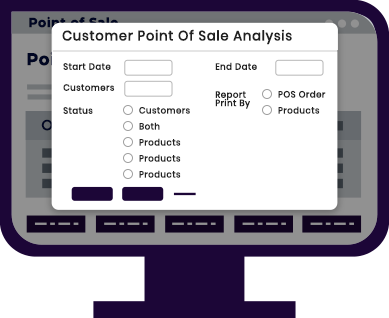 Point of Sale
Customer Point Of Sale Analysis
Start Date
End Date
Customers
Report
Print By
POS Order
Products
Status
Customers
Both
Products
Products
Products